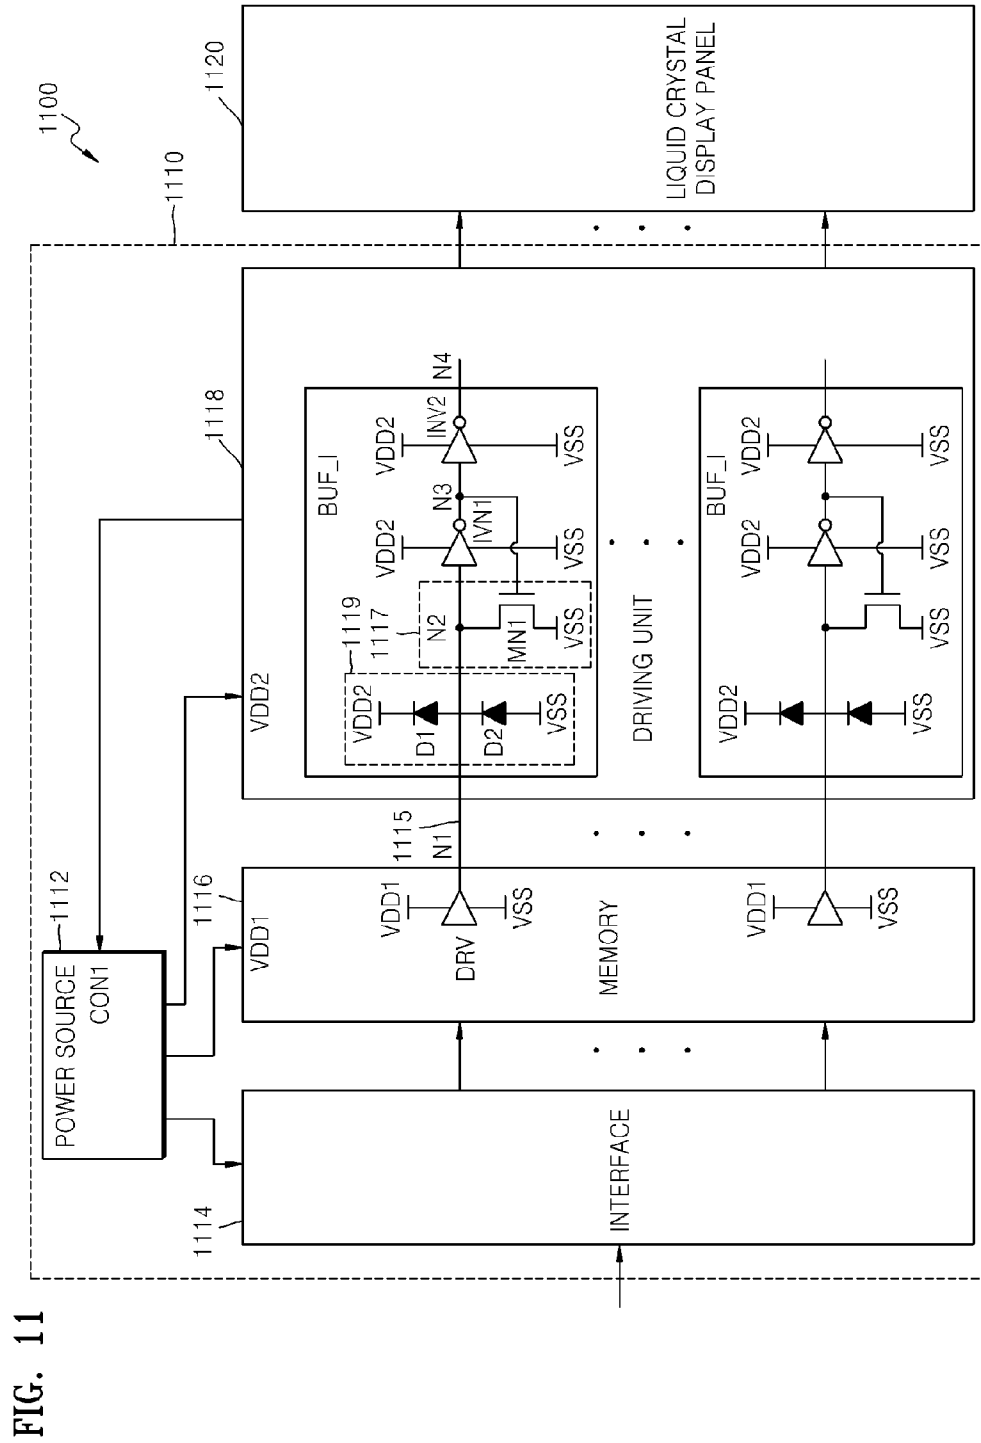 FIG. 11
1100
1110
1112
POWER SOURCE
CON1
1114
INTERFACE
1116
VDD1
MEMORY
VDD1
DRV
VSS
VDD1
VSS
1115
N1
1118
VDD2
DRIVING UNIT
BUF_I
1119
1117
VDD2
D1
D2
VSS
N2
MN1
VSS
VDD2
IVN1
VSS
N3
VDD2
INV2
VSS
N4
BUF_I
VDD2
VSS
VSS
VDD2
VSS
VDD2
VSS
1120
LIQUID CRYSTAL
DISPLAY PANEL